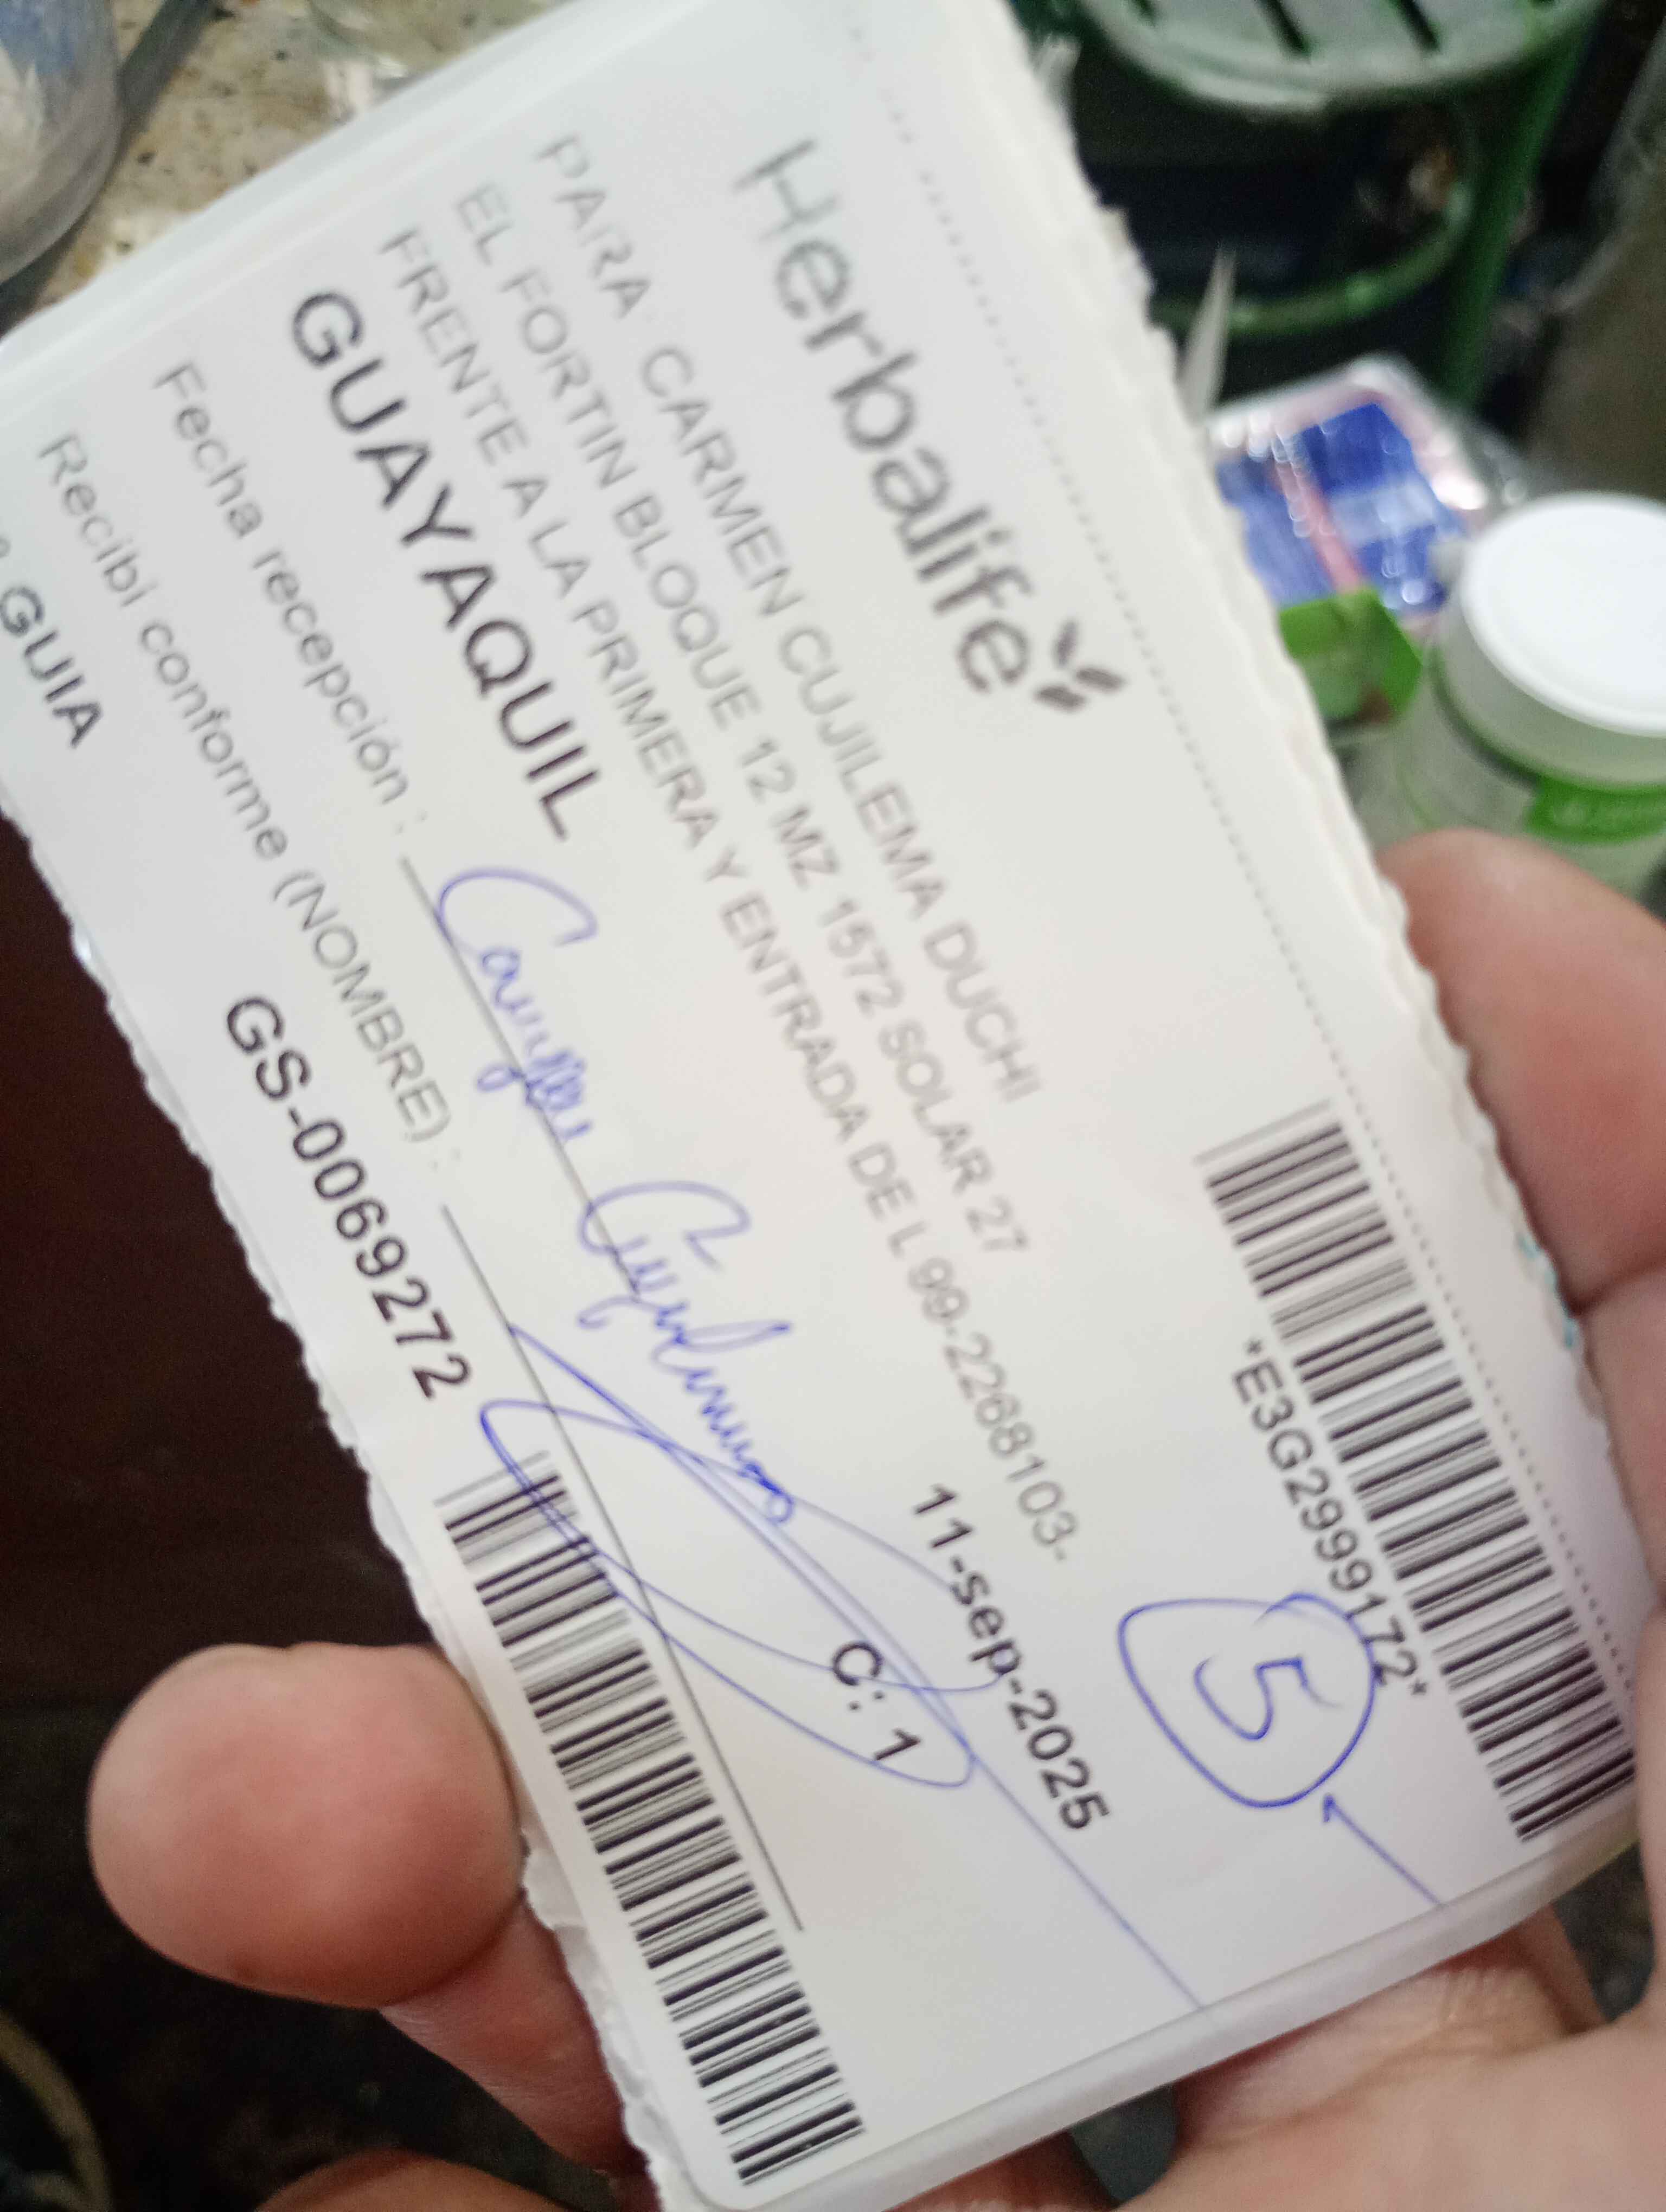 Herbalife
*E3G2999172*
5
PARA: CARMEN CUJILEMA DUCHI
EL FORTIN BLOQUE 12 MZ 1572 SOLAR 27
FRENTE A LA PRIMERA Y ENTRADA DE L 99-2268103-
GUAYAQUIL
11-sep-2025
Fecha recepción :
C: 1
Recibi conforme (NOMBRE) :
GUIA
GS-0069272